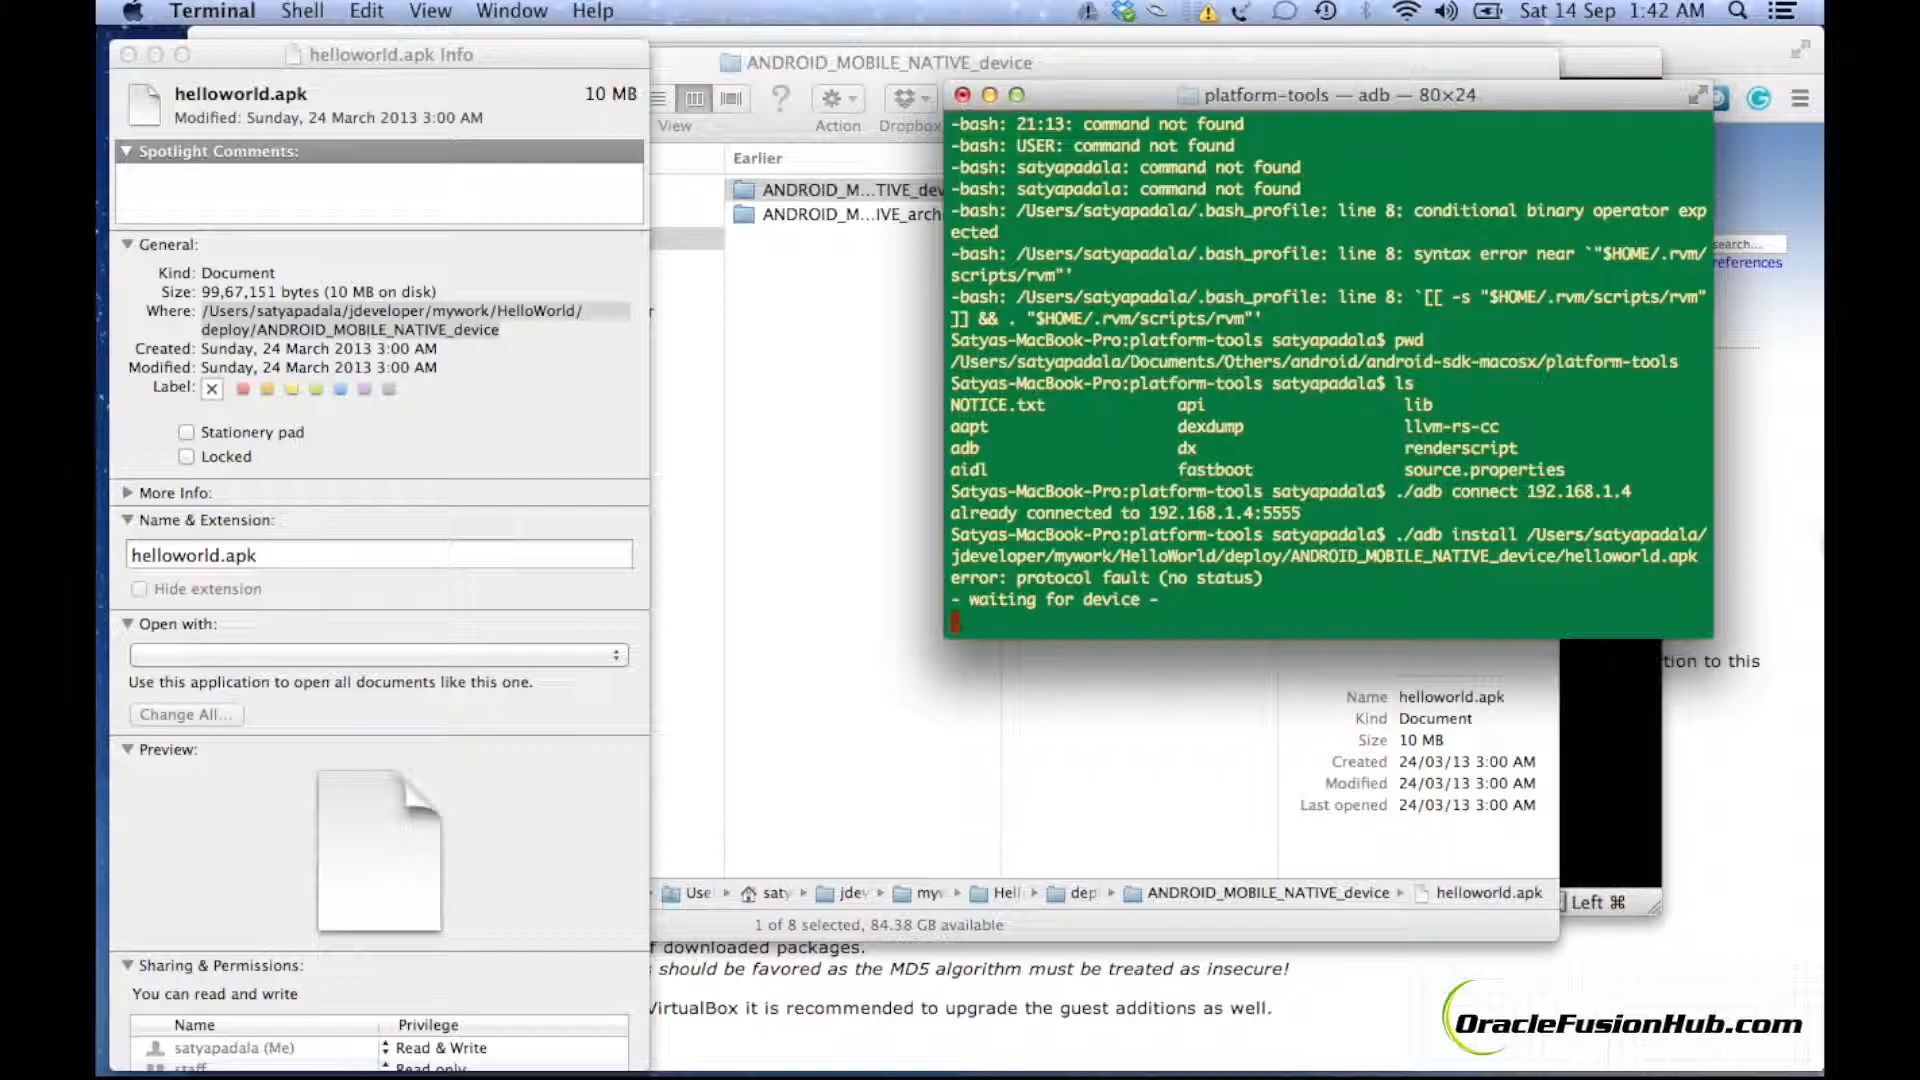 Terminal Shell Edit View Window Help
Sat 14 Sep 1:42 AM
helloworld.apk Info
helloworld.apk 10 MB
Modified: Sunday, 24 March 2013 3:00 AM
Spotlight Comments:
General:
Kind: Document
Size: 99,67,151 bytes (10 MB on disk)
Where: /Users/satyapadala/jdeveloper/mywork/HelloWorld/
deploy/ANDROID_MOBILE_NATIVE_device
Created: Sunday, 24 March 2013 3:00 AM
Modified: Sunday, 24 March 2013 3:00 AM
Label:
Stationery pad
Locked
More Info:
Name & Extension:
helloworld.apk
Hide extension
Open with:
Use this application to open all documents like this one.
Change All...
Preview:
Sharing & Permissions:
You can read and write
Name Privilege
satyapadala (Me) Read & Write
staff Read only
ANDROID_MOBILE_NATIVE_device
View Action Dropbox
Earlier
ANDROID_M...TIVE_dev
ANDROID_M...IVE_arch
platform-tools — adb — 80×24
-bash: 21:13: command not found
-bash: USER: command not found
-bash: satyapadala: command not found
-bash: satyapadala: command not found
-bash: /Users/satyapadala/.bash_profile: line 8: conditional binary operator exp
ected
-bash: /Users/satyapadala/.bash_profile: line 8: syntax error near `"$HOME/.rvm/
scripts/rvm"'
-bash: /Users/satyapadala/.bash_profile: line 8: `[[ -s "$HOME/.rvm/scripts/rvm"
]] && . "$HOME/.rvm/scripts/rvm"'
Satyas-MacBook-Pro:platform-tools satyapadala$ pwd
/Users/satyapadala/Documents/Others/android/android-sdk-macosx/platform-tools
Satyas-MacBook-Pro:platform-tools satyapadala$ ls
NOTICE.txt api lib
aapt dexdump llvm-rs-cc
adb dx renderscript
aidl fastboot source.properties
Satyas-MacBook-Pro:platform-tools satyapadala$ ./adb connect 192.168.1.4
already connected to 192.168.1.4:5555
Satyas-MacBook-Pro:platform-tools satyapadala$ ./adb install /Users/satyapadala/
jdeveloper/mywork/HelloWorld/deploy/ANDROID_MOBILE_NATIVE_device/helloworld.apk
error: protocol fault (no status)
- waiting for device -
search...
references
tion to this
Name helloworld.apk
Kind Document
Size 10 MB
Created 24/03/13 3:00 AM
Modified 24/03/13 3:00 AM
Last opened 24/03/13 3:00 AM
Use saty jdev my Hell dep ANDROID_MOBILE_NATIVE_device helloworld.apk
Left ⌘
1 of 8 selected, 84.38 GB available
f downloaded packages.
s should be favored as the MD5 algorithm must be treated as insecure!
VirtualBox it is recommended to upgrade the guest additions as well.
OracleFusionHub.com